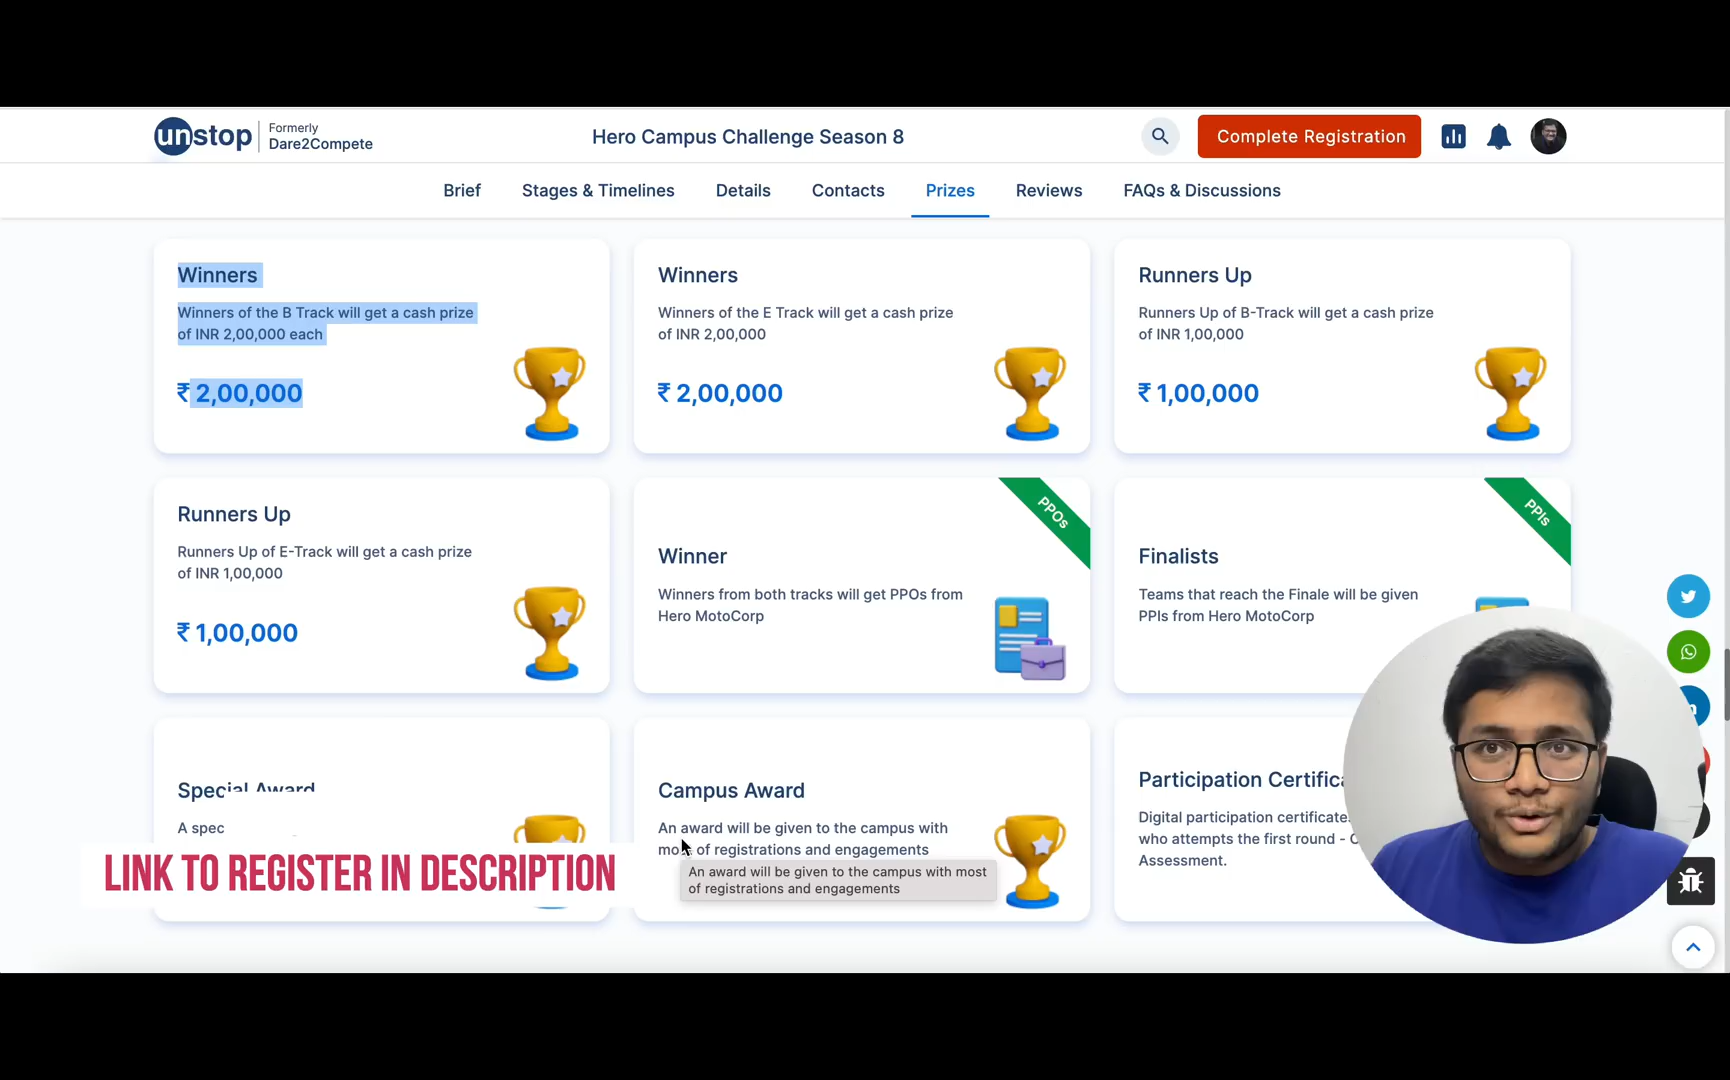 unstop
Formerly
Dare2Compete
Hero Campus Challenge Season 8
Complete Registration
Brief
Stages & Timelines
Details
Contacts
Prizes
Reviews
FAQs & Discussions
Winners
Winners of the B Track will get a cash prize
of INR 2,00,000 each
₹ 2,00,000
Winners
Winners of the E Track will get a cash prize
of INR 2,00,000
₹ 2,00,000
Runners Up
Runners Up of B-Track will get a cash prize
of INR 1,00,000
₹ 1,00,000
Runners Up
Runners Up of E-Track will get a cash prize
of INR 1,00,000
₹ 1,00,000
PPOs
Winner
Winners from both tracks will get PPOs from
Hero MotoCorp
PPIs
Finalists
Teams that reach the Finale will be given
PPIs from Hero MotoCorp
Special Award
A spec
LINK TO REGISTER IN DESCRIPTION
Campus Award
An award will be given to the campus with
most of registrations and engagements
An award will be given to the campus with most
of registrations and engagements
Participation Certifica
Digital participation certificate
who attempts the first round -
Assessment.